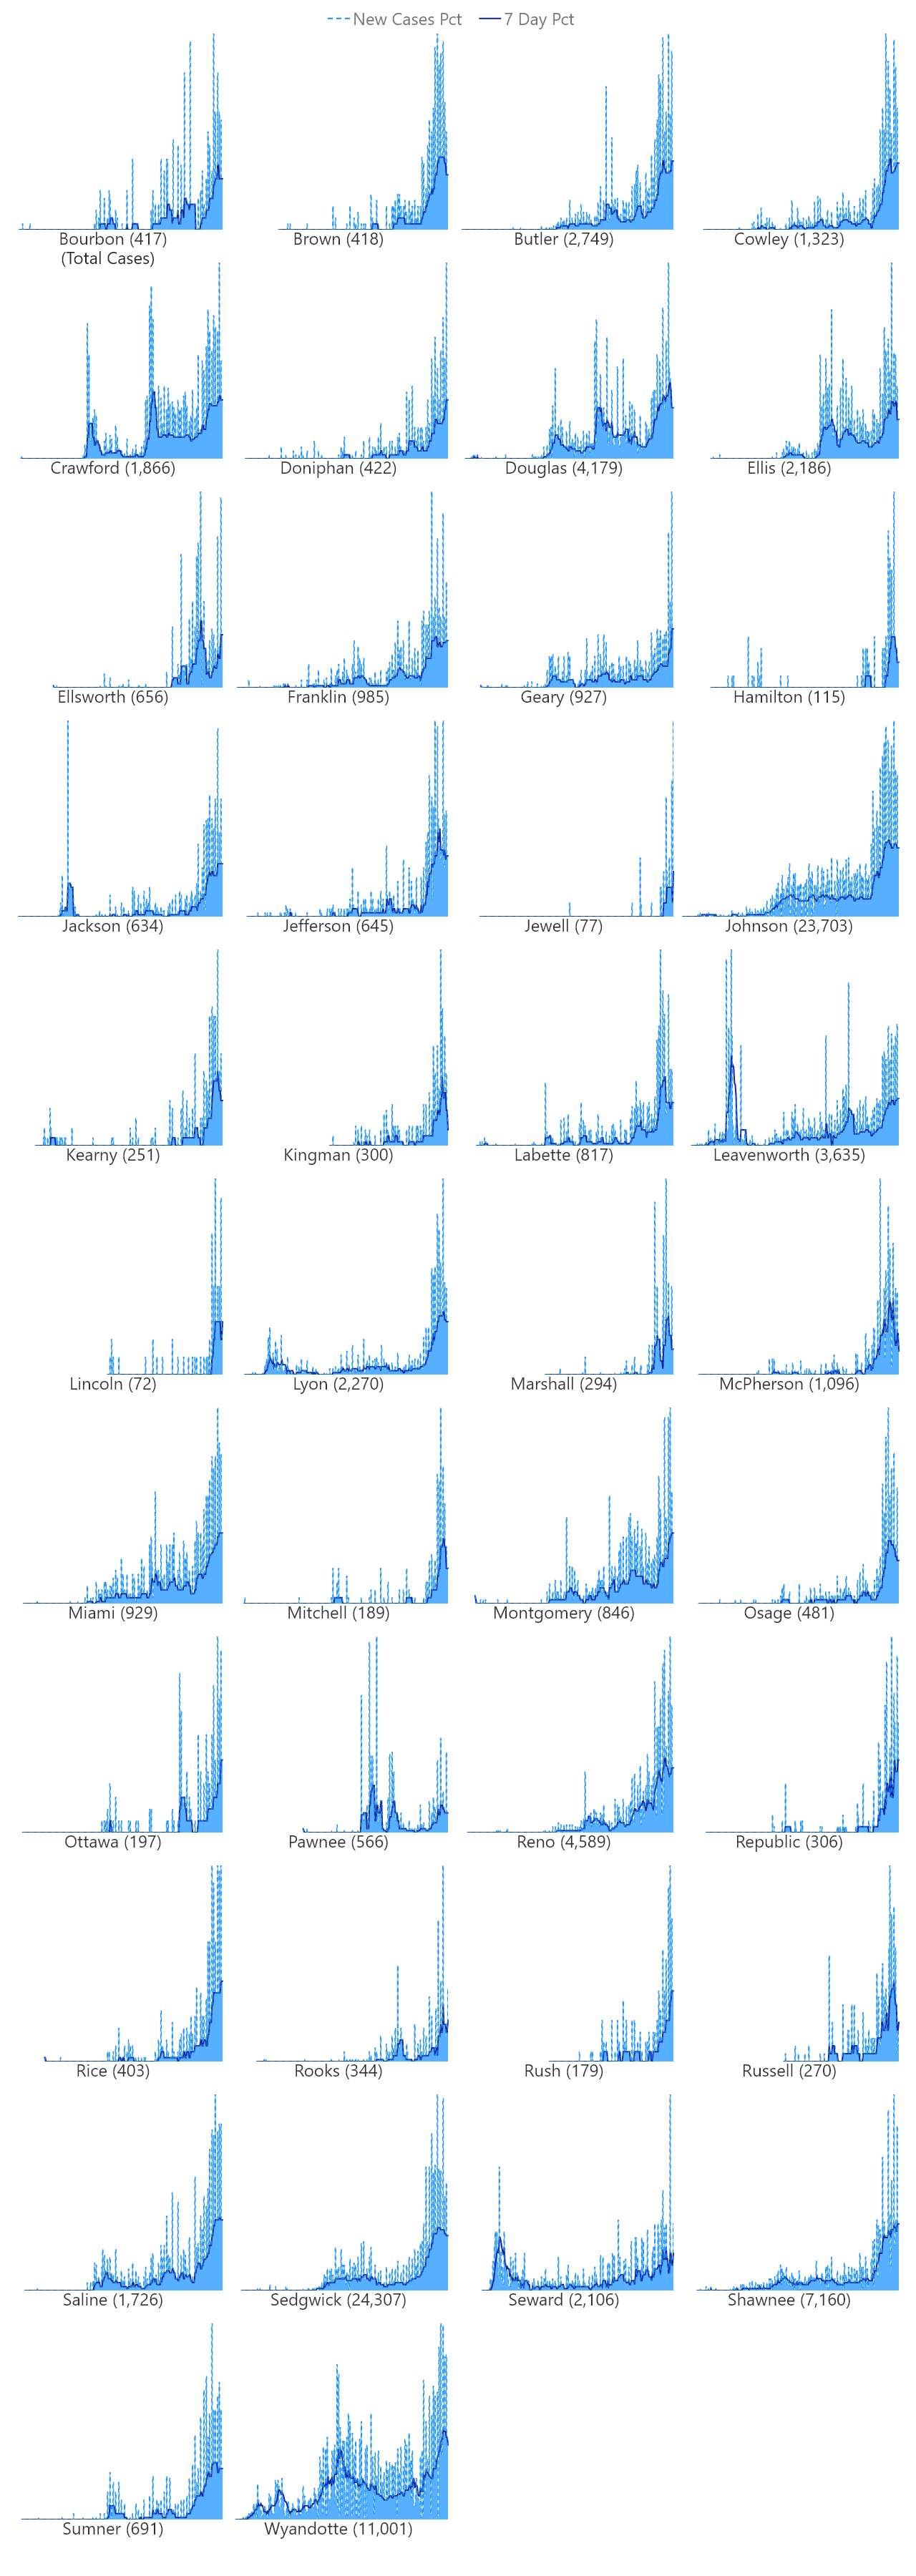 New Cases Pct 7 Day Pct
Bourbon (417) Brown (418) Butler (2,749) Cowley (1,323)
(Total Cases)
Crawford (1,866) Doniphan (422) Douglas (4,179) Ellis (2,186)
Ellsworth (656) Franklin (985) Geary (927) Hamilton (115)
Jackson (634) Jefferson (645) Jewell (77) Johnson (23,703)
Kearny (251) Kingman (300) Labette (817) Leavenworth (3,635)
Lincoln (72) Lyon (2,270) Marshall (294) McPherson (1,096)
Miami (929) Mitchell (189) Montgomery (846) Osage (481)
Ottawa (197) Pawnee (566) Reno (4,589) Republic (306)
Rice (403) Rooks (344) Rush (179) Russell (270)
Saline (1,726) Sedgwick (24,307) Seward (2,106) Shawnee (7,160)
Sumner (691) Wyandotte (11,001)